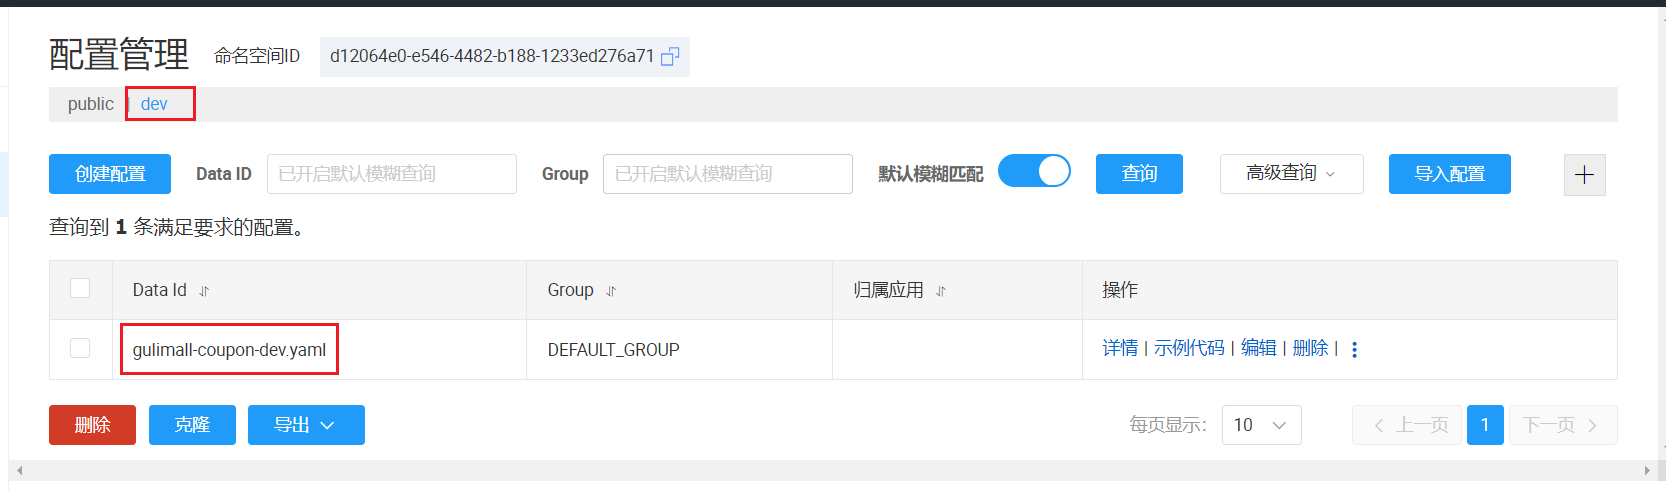 配置管理 命名空间ID d12064e0-e546-4482-b188-1233ed276a71
public | dev
创建配置 Data ID 已开启默认模糊查询 Group 已开启默认模糊查询 默认模糊匹配 查询 高级查询 导入配置
查询到 1 条满足要求的配置。
Data Id Group 归属应用 操作
gulimall-coupon-dev.yaml DEFAULT_GROUP 详情 | 示例代码 | 编辑 | 删除 |
删除 克隆 导出 每页显示: 10 上一页 1 下一页